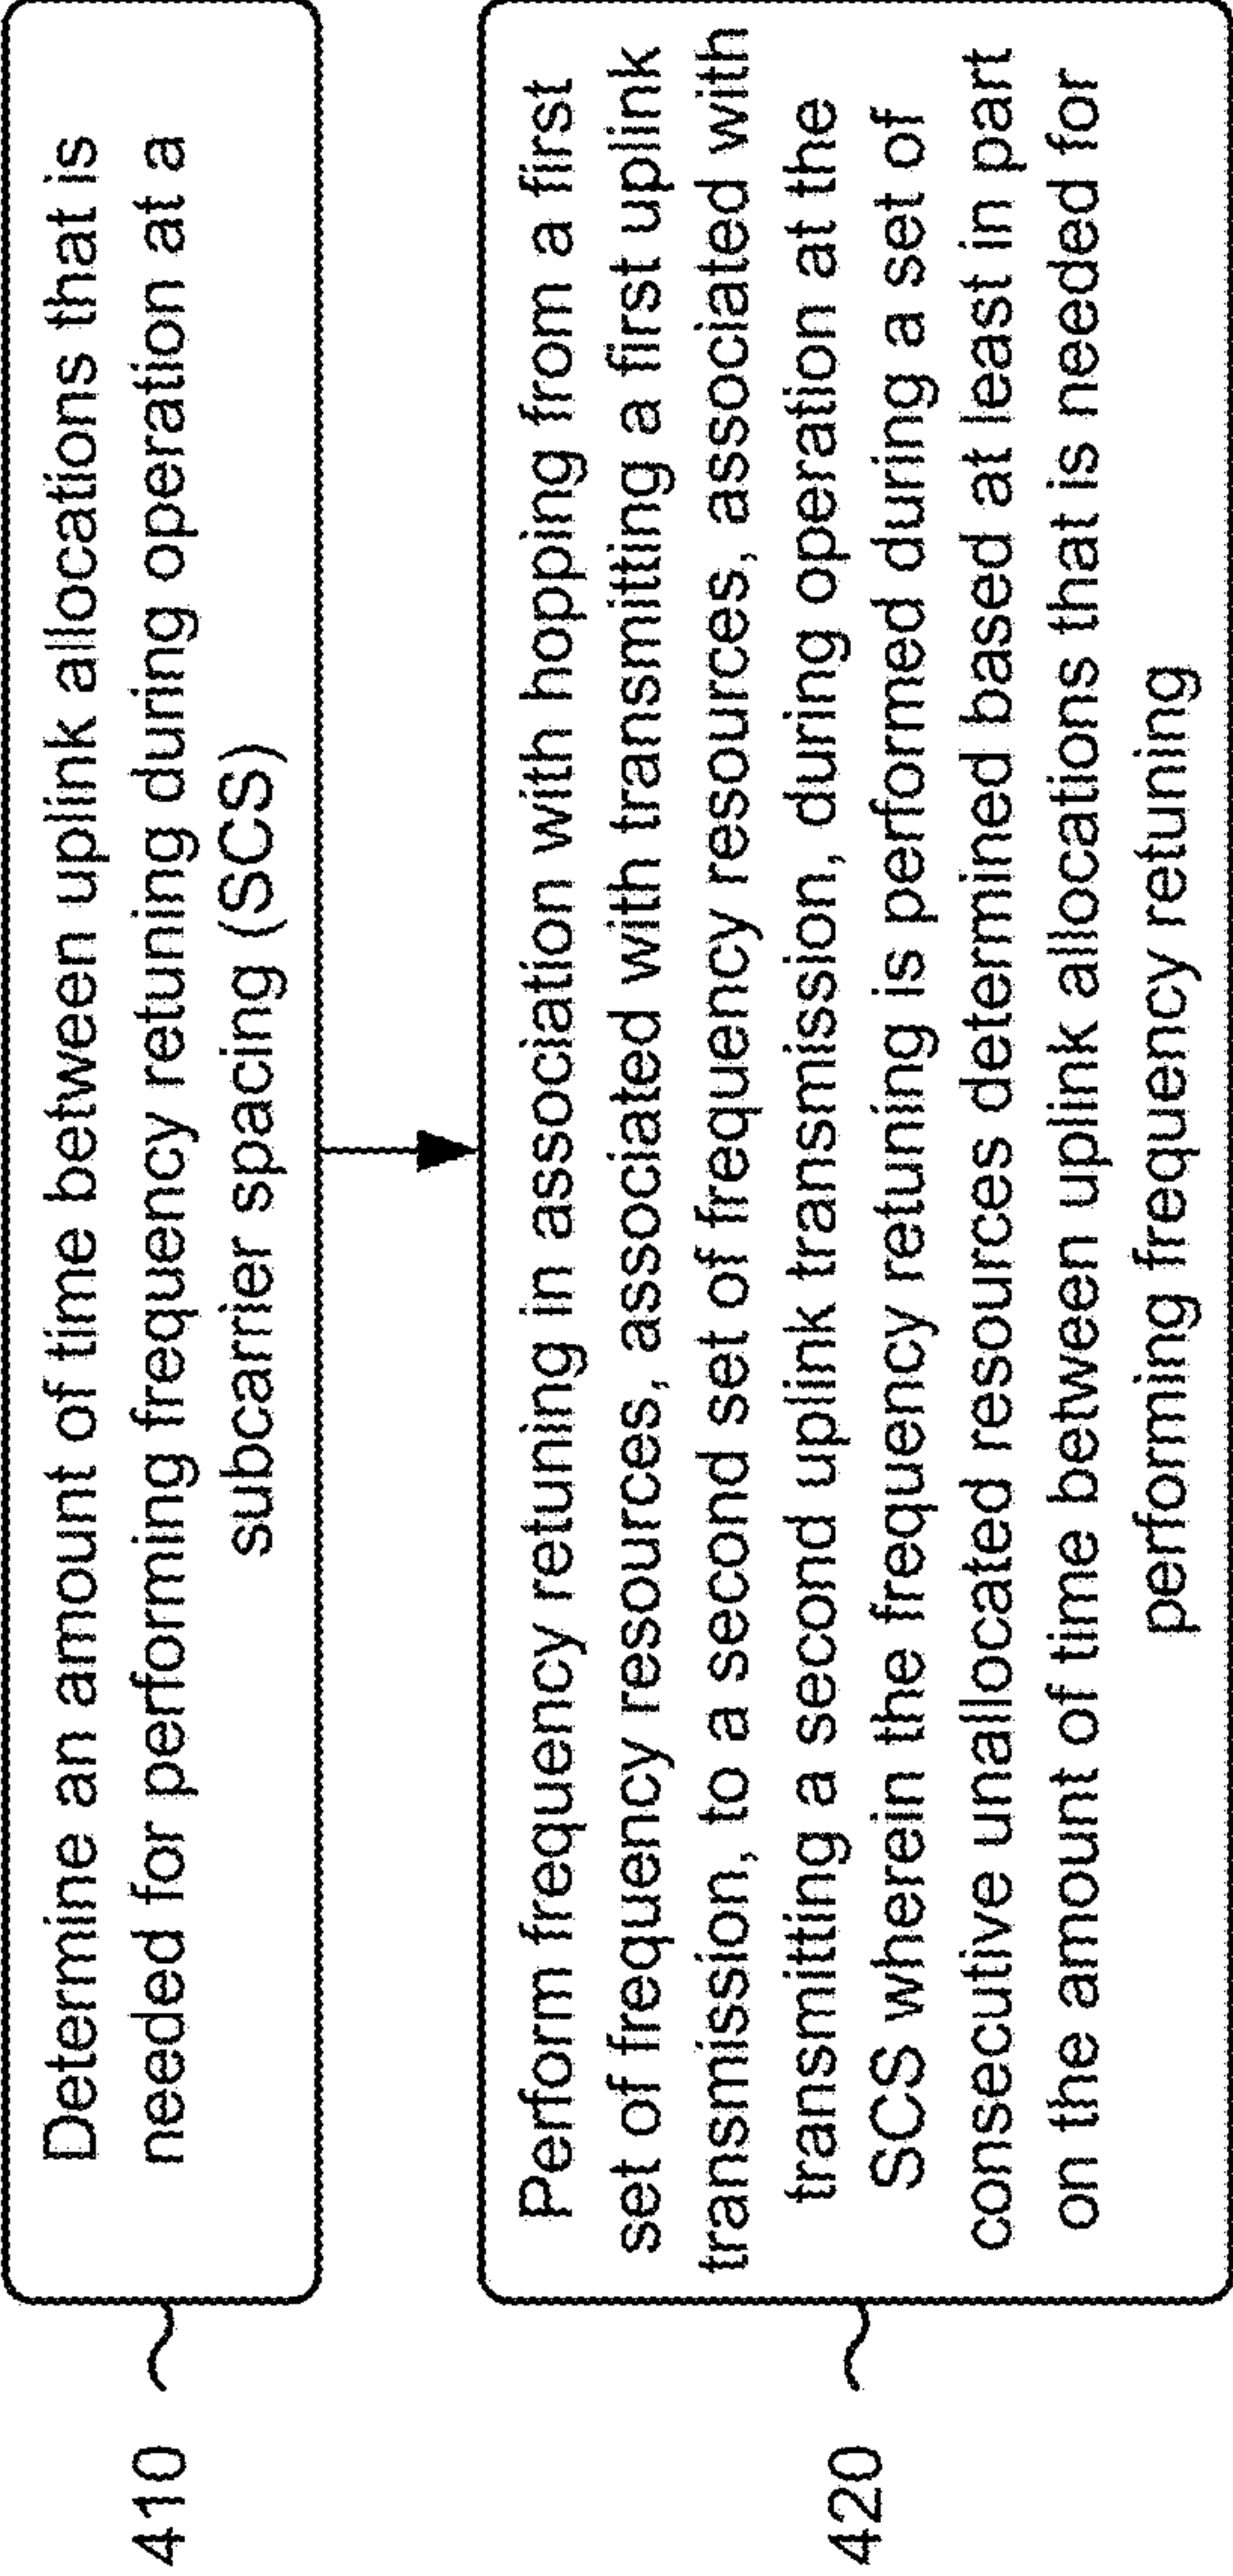 410
Determine an amount of time between uplink allocations that is
needed for performing frequency retuning during operation at a
subcarrier spacing (SCS)
420
Perform frequency retuning in association with hopping from a first
set of frequency resources, associated with transmitting a first uplink
transmission, to a second set of frequency resources, associated with
transmitting a second uplink transmission, during operation at the
SCS wherein the frequency retuning is performed during a set of
consecutive unallocated resources determined based at least in part
on the amount of time between uplink allocations that is needed for
performing frequency retuning